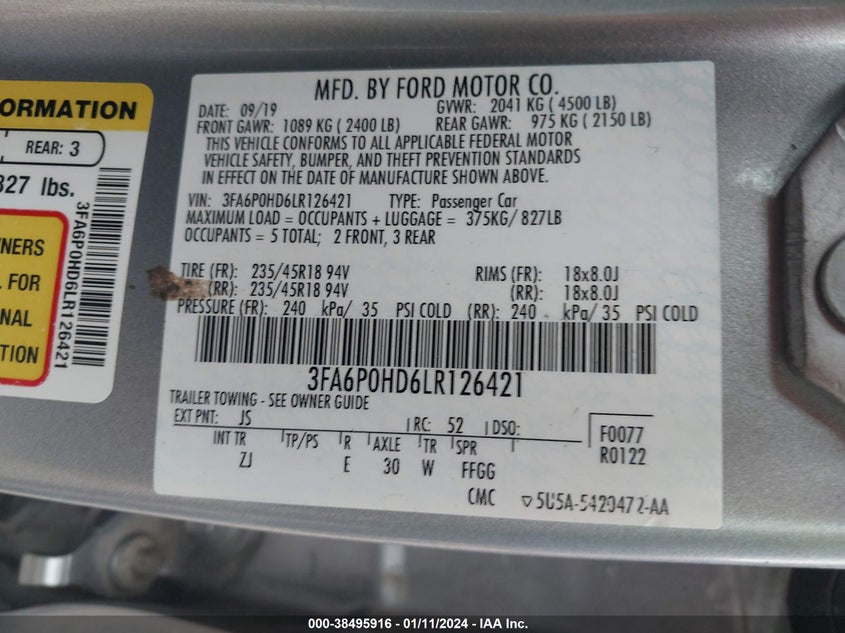 ORMATION
REAR: 3
327 lbs.
NERS
FOR
NAL
TION
3FA6P0HD6LR126421
MFD. BY FORD MOTOR CO.
DATE: 09/19 GVWR: 2041 KG ( 4500 LB)
FRONT GAWR: 1089 KG ( 2400 LB) REAR GAWR: 975 KG ( 2150 LB)
THIS VEHICLE CONFORMS TO ALL APPLICABLE FEDERAL MOTOR
VEHICLE SAFETY, BUMPER, AND THEFT PREVENTION STANDARDS
IN EFFECT ON THE DATE OF MANUFACTURE SHOWN ABOVE.
VIN: 3FA6P0HD6LR126421 TYPE: Passenger Car
MAXIMUM LOAD = OCCUPANTS + LUGGAGE = 375KG/ 827LB
OCCUPANTS = 5 TOTAL; 2 FRONT, 3 REAR
TIRE (FR): 235/45R18 94V RIMS (FR): 18x8.0J
(RR): 235/45R18 94V (RR): 18x8.0J
PRESSURE (FR): 240 kPa/ 35 PSI COLD (RR): 240 kPa/ 35 PSI COLD
3FA6P0HD6LR126421
TRAILER TOWING - SEE OWNER GUIDE
EXT PNT: JS RC: 52 DSO:
INT TR TP/PS R AXLE TR SPR
ZJ E 30 W FFGG
F0077
R0122
CMC ▽5U5A-5420472-AA
000-38495916 - 01/11/2024 - IAA Inc.